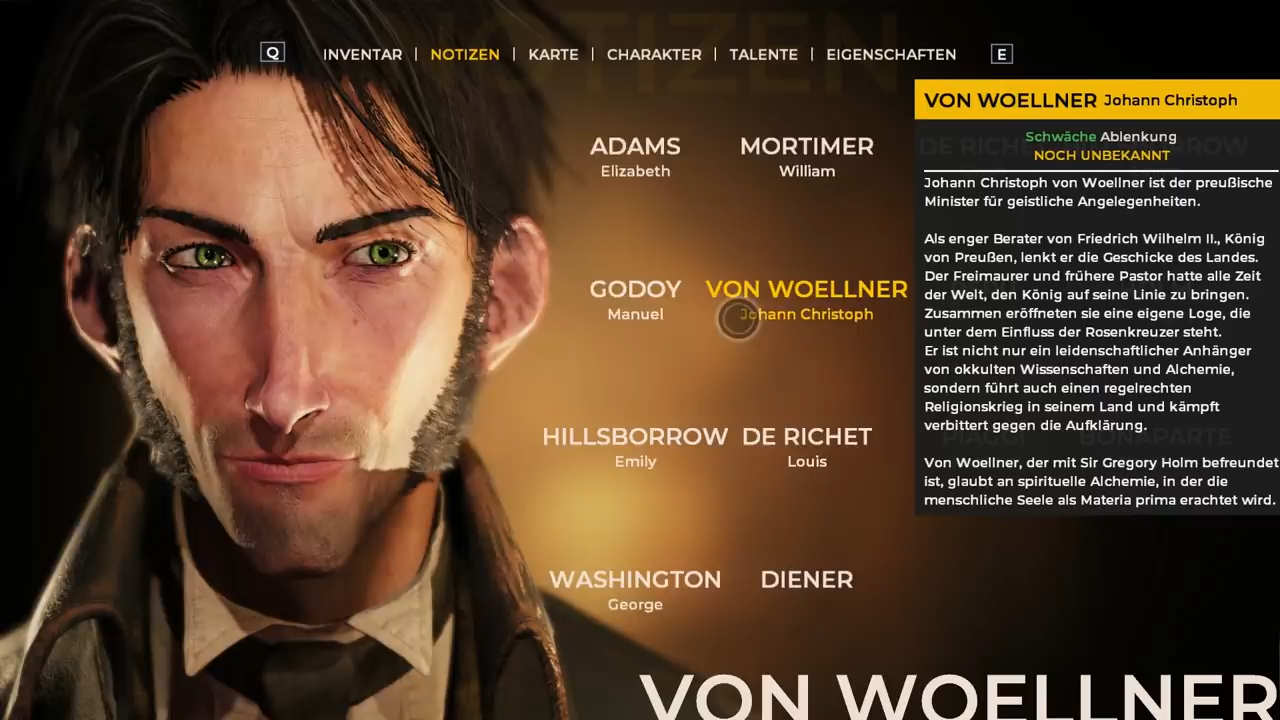 NOTIZEN
Q INVENTAR | NOTIZEN | KARTE | CHARAKTER | TALENTE | EIGENSCHAFTEN E
ADAMS
Elizabeth
MORTIMER
William
GODOY
Manuel
VON WOELLNER
Johann Christoph
HILLSBORROW
Emily
DE RICHET
Louis
WASHINGTON
George
DIENER
VON WOELLNER Johann Christoph
Schwäche Ablenkung
NOCH UNBEKANNT
Johann Christoph von Woellner ist der preußische
Minister für geistliche Angelegenheiten.
Als enger Berater von Friedrich Wilhelm II., König
von Preußen, lenkt er die Geschicke des Landes.
Der Freimaurer und frühere Pastor hatte alle Zeit
der Welt, den König auf seine Linie zu bringen.
Zusammen eröffneten sie eine eigene Loge, die
unter dem Einfluss der Rosenkreuzer steht.
Er ist nicht nur ein leidenschaftlicher Anhänger
von okkulten Wissenschaften und Alchemie,
sondern führt auch einen regelrechten
Religionskrieg in seinem Land und kämpft
verbittert gegen die Aufklärung.
PIAGGI BONAPARTE
Von Woellner, der mit Sir Gregory Holm befreundet
ist, glaubt an spirituelle Alchemie, in der die
menschliche Seele als Materia prima erachtet wird.
VON WOELLNER